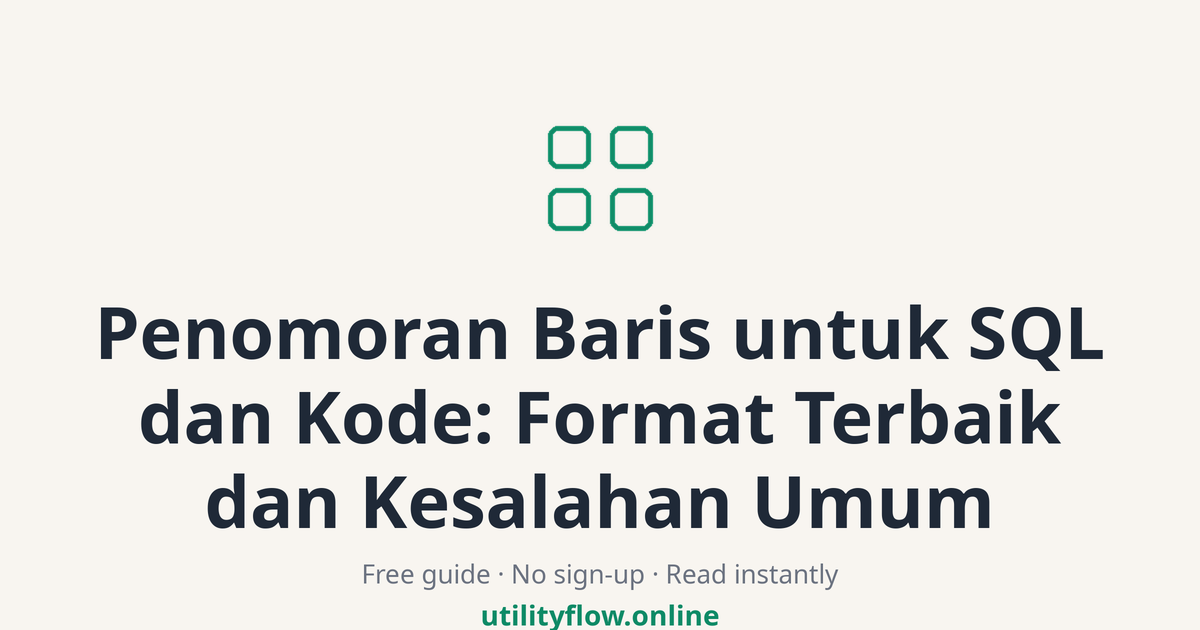 Penomoran Baris untuk SQL
dan Kode: Format Terbaik
dan Kesalahan Umum
Free guide · No sign-up · Read instantly
utilityflow.online